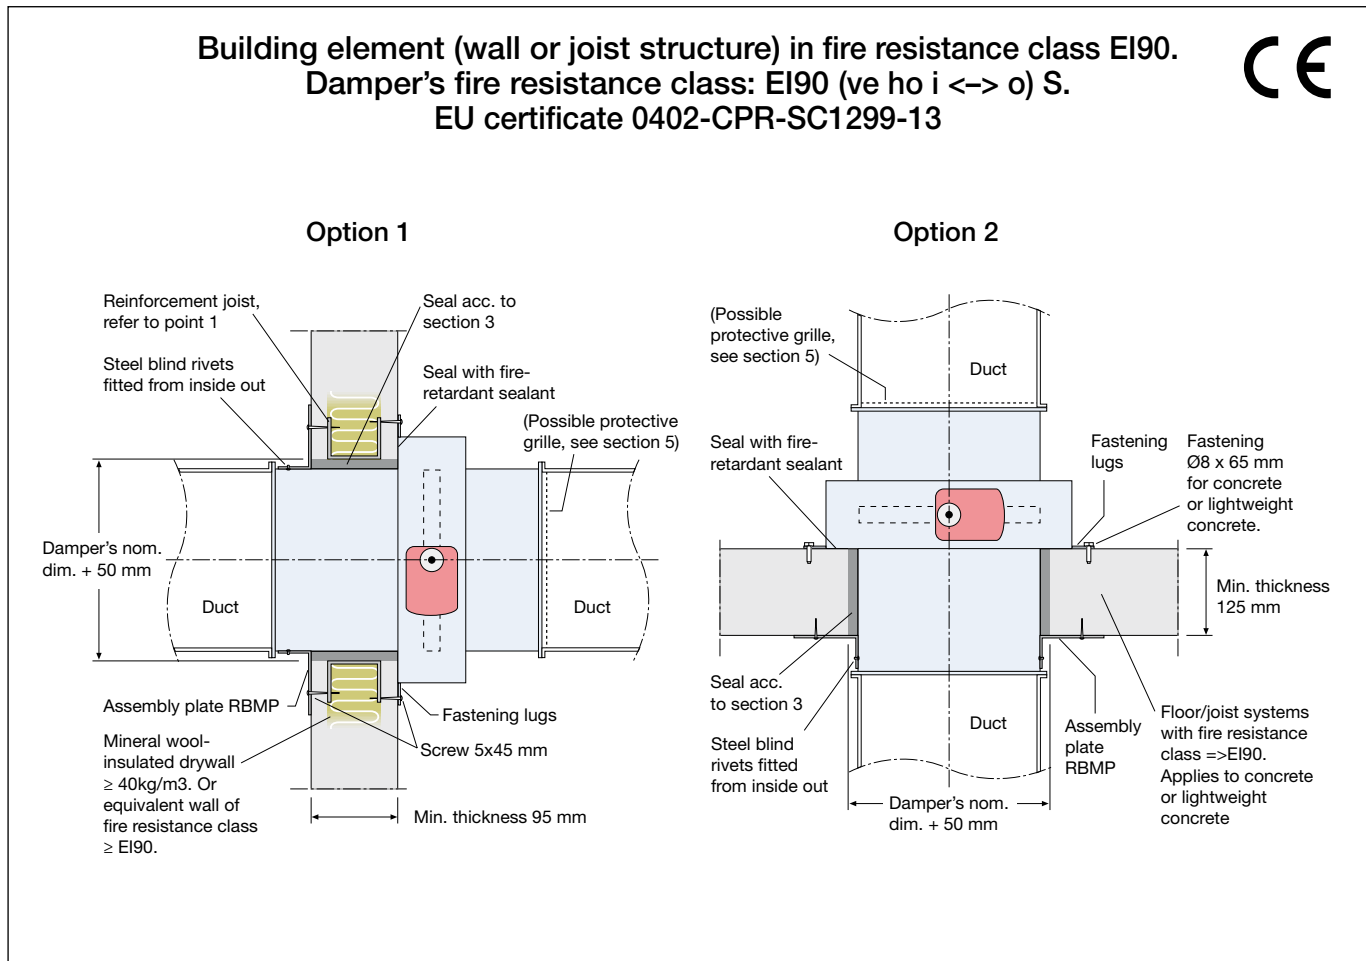 Building element (wall or joist structure) in fire resistance class EI90.
Damper's fire resistance class: EI90 (ve ho i <–> o) S.
EU certificate 0402-CPR-SC1299-13
CE
Option 1
Reinforcement joist,
refer to point 1
Seal acc. to
section 3
Steel blind rivets
fitted from inside out
Seal with fire-
retardant sealant
(Possible protective
grille, see section 5)
Damper's nom.
dim. + 50 mm
Duct
Duct
Assembly plate RBMP
Fastening lugs
Screw 5x45 mm
Mineral wool-
insulated drywall
≥ 40kg/m3. Or
equivalent wall of
fire resistance class
≥ EI90.
Min. thickness 95 mm
Option 2
(Possible
protective grille,
see section 5)
Duct
Seal with fire-
retardant sealant
Fastening
lugs
Fastening
Ø8 x 65 mm
for concrete
or lightweight
concrete.
Min. thickness
125 mm
Seal acc.
to section 3
Steel blind
rivets fitted
from inside out
Duct
Assembly
plate
RBMP
Floor/joist systems
with fire resistance
class =>EI90.
Applies to concrete
or lightweight
concrete
Damper's nom.
dim. + 50 mm